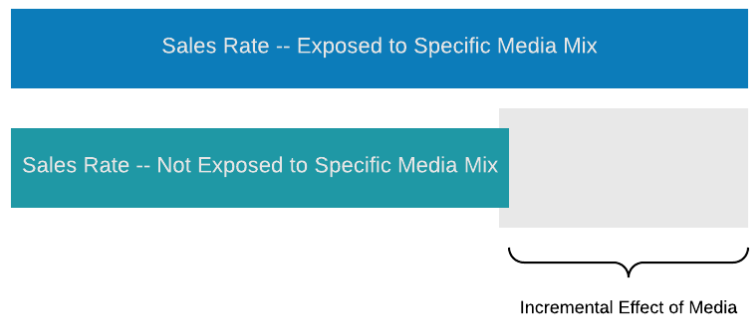 Sales Rate -- Exposed to Specific Media Mix
Sales Rate -- Not Exposed to Specific Media Mix
Incremental Effect of Media